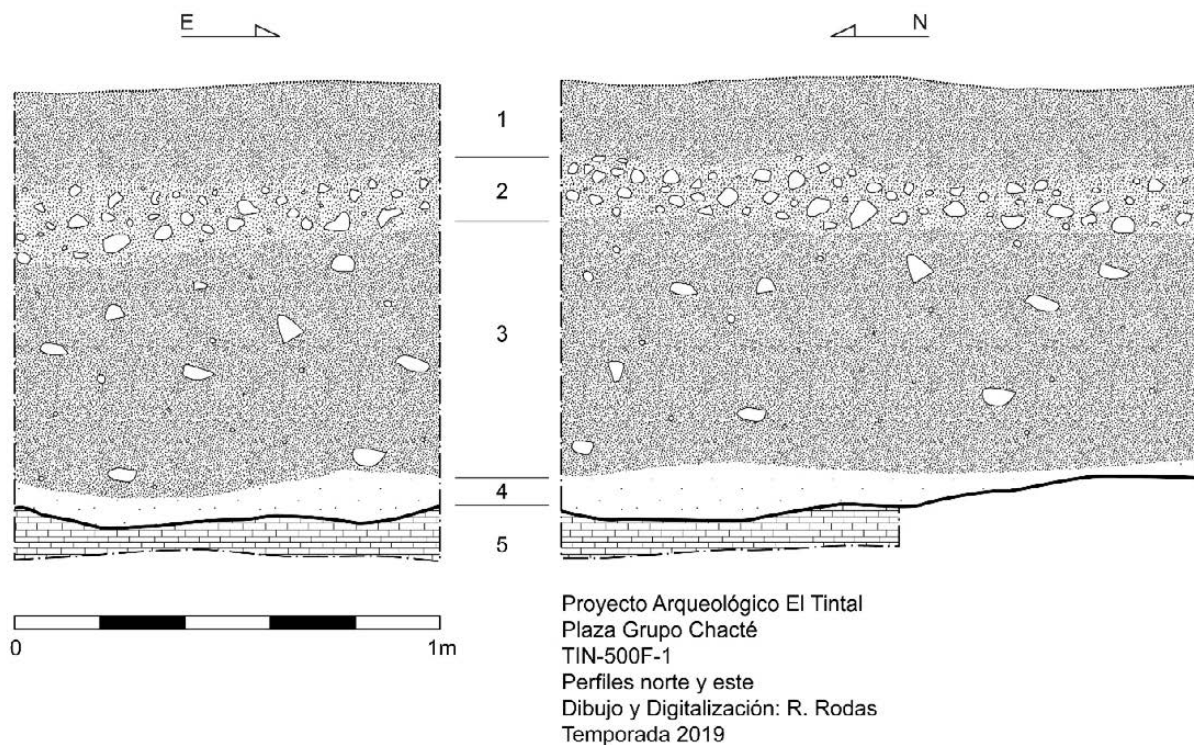 E
N
1
2
3
4
5
0
1m
Proyecto Arqueológico El Tintal
Plaza Grupo Chacté
TIN-500F-1
Perfiles norte y este
Dibujo y Digitalización: R. Rodas
Temporada 2019